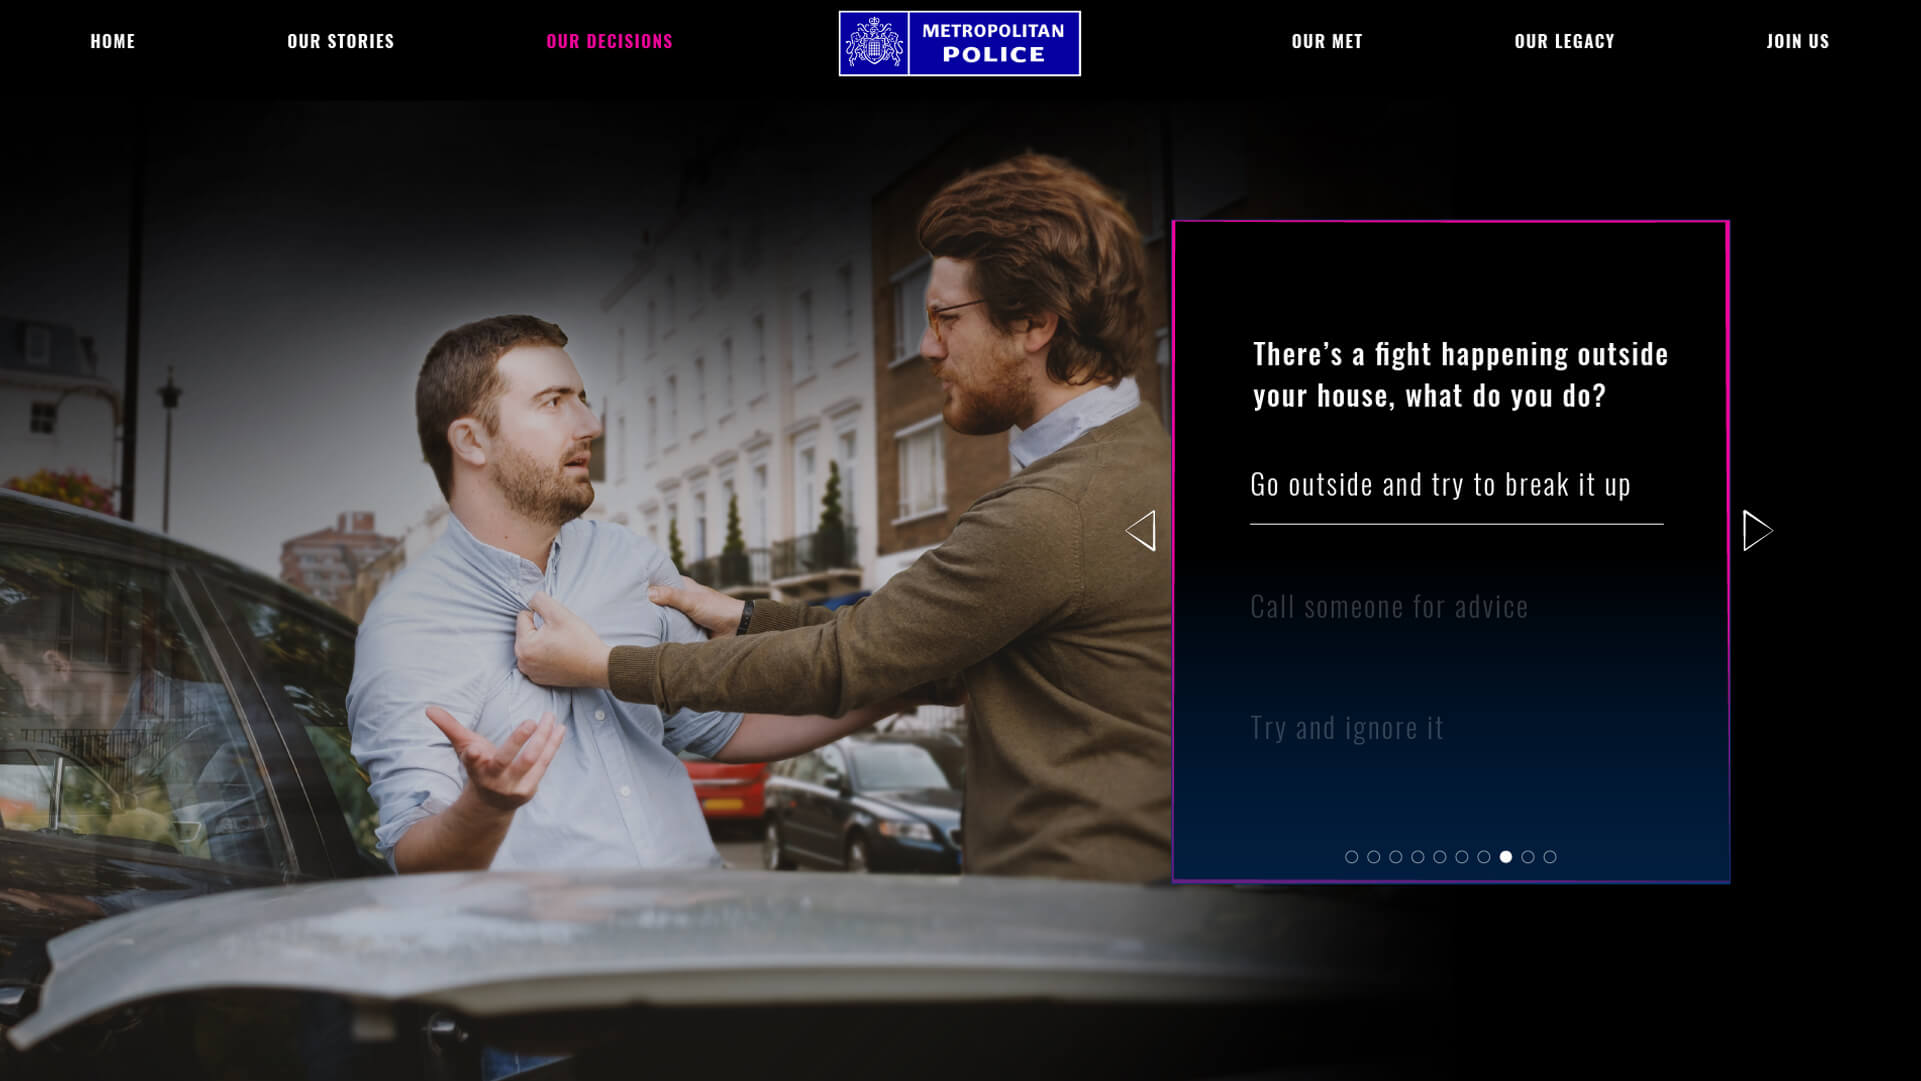 HOME
OUR STORIES
OUR DECISIONS
METROPOLITAN
POLICE
OUR MET
OUR LEGACY
JOIN US
There’s a fight happening outside
your house, what do you do?
Go outside and try to break it up
Call someone for advice
Try and ignore it